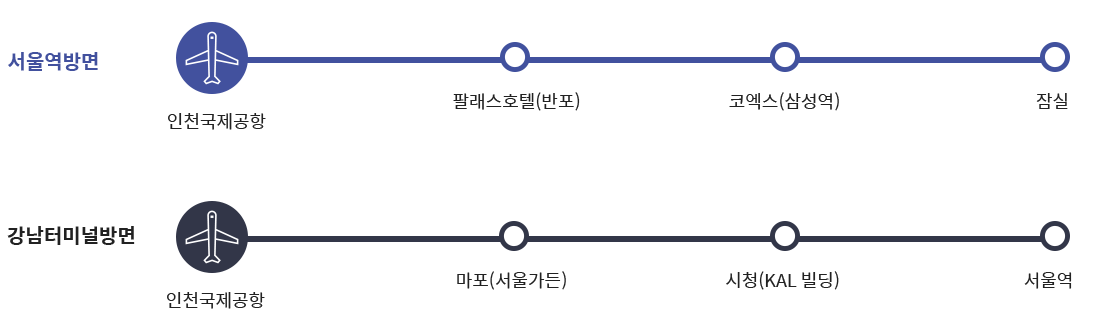 서울역방면
인천국제공항
팔래스호텔(반포)
코엑스(삼성역)
잠실
강남터미널방면
인천국제공항
마포(서울가든)
시청(KAL 빌딩)
서울역